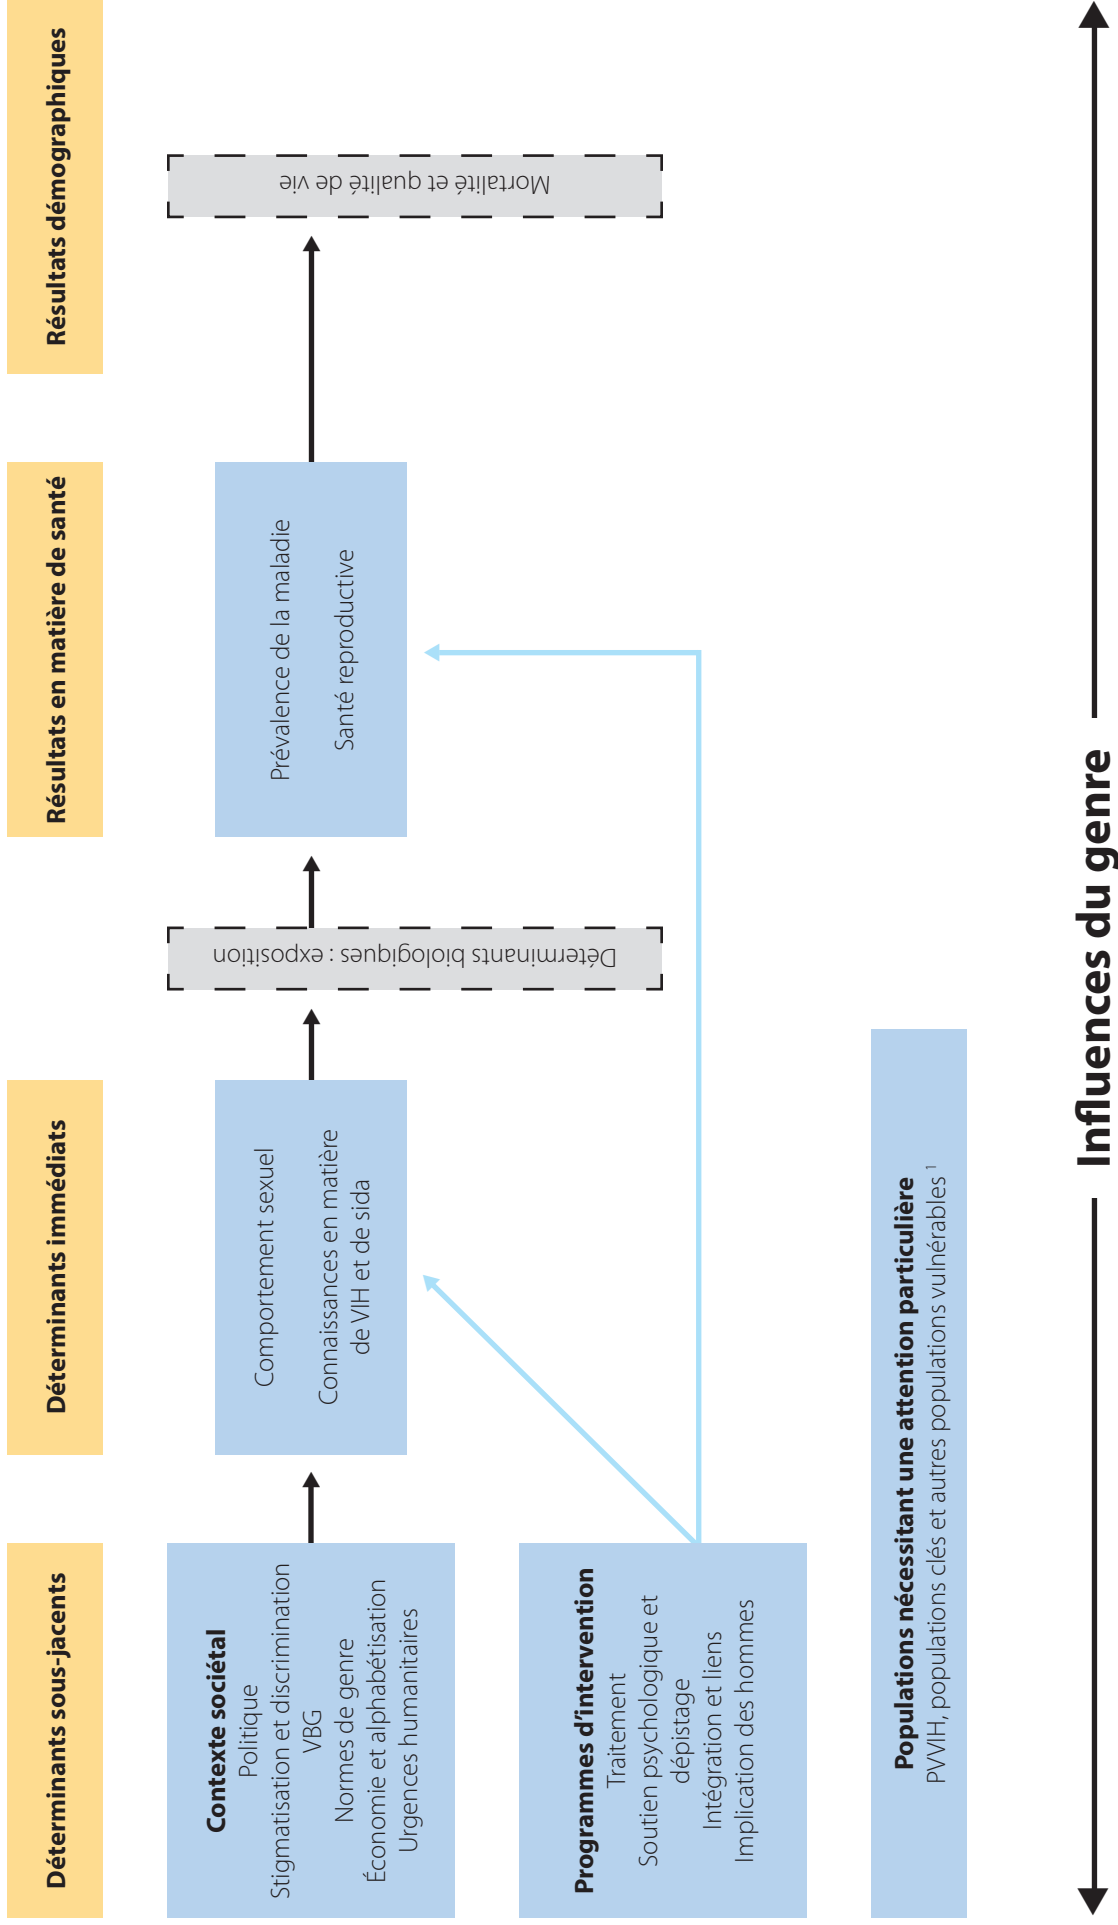 Déterminants sous-jacents
Déterminants immédiats
Résultats en matière de santé
Résultats démographiques
Contexte sociétal
Politique
Stigmatisation et discrimination
VBG
Normes de genre
Économie et alphabétisation
Urgences humanitaires
Comportement sexuel
Connaissances en matière
de VIH et de sida
Déterminants biologiques : exposition
Prévalence de la maladie
Santé reproductive
Mortalité et qualité de vie
Programmes d’intervention
Traitement
Soutien psychologique et
dépistage
Intégration et liens
Implication des hommes
Populations nécessitant une attention particulière
PVVIH, populations clés et autres populations vulnérables ¹
Influences du genre